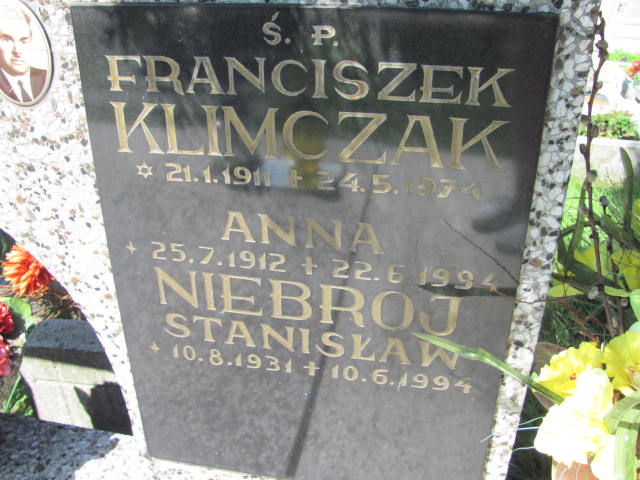 Ś. P.
FRANCISZEK
KLIMCZAK
✡ 21.1.1911 + 24.5.1974
ANNA
* 25.7.1912 + 22.6.1994
NIEBROJ
STANISŁAW
* 10.8.1931 + 10.6.1994